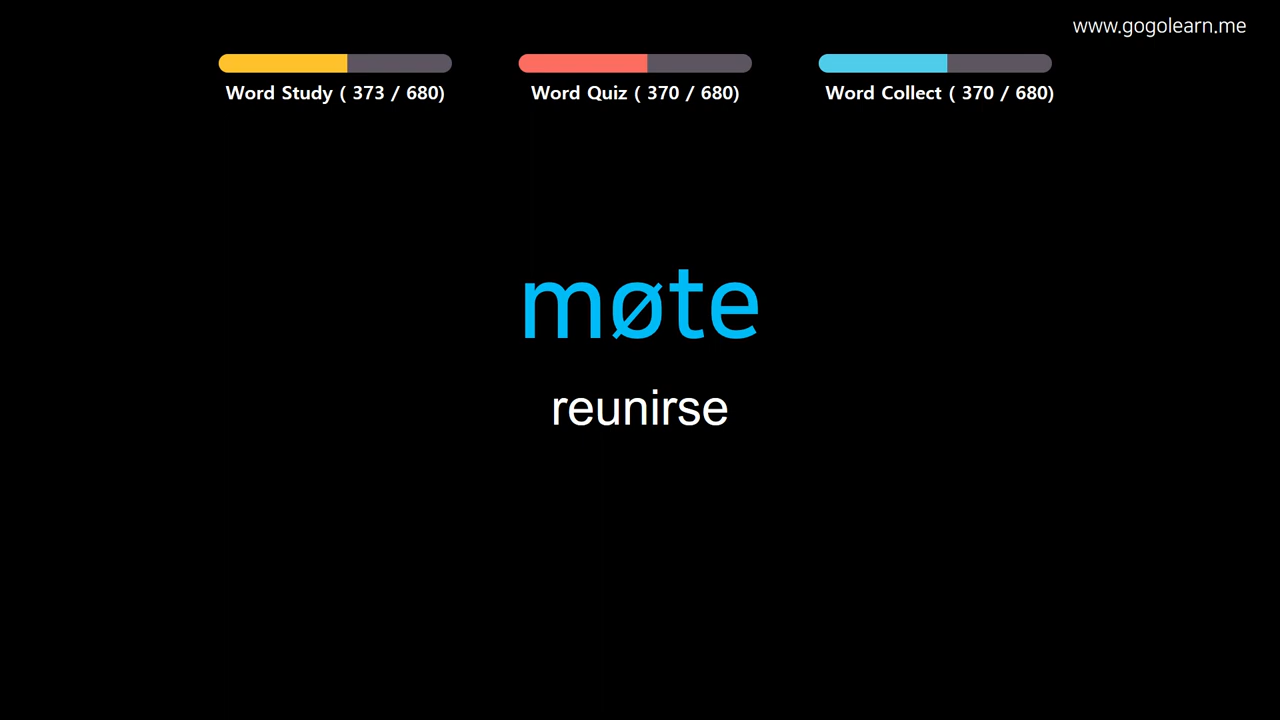 www.gogolearn.me
Word Study ( 373 / 680)
Word Quiz ( 370 / 680)
Word Collect ( 370 / 680)
møte
reunirse